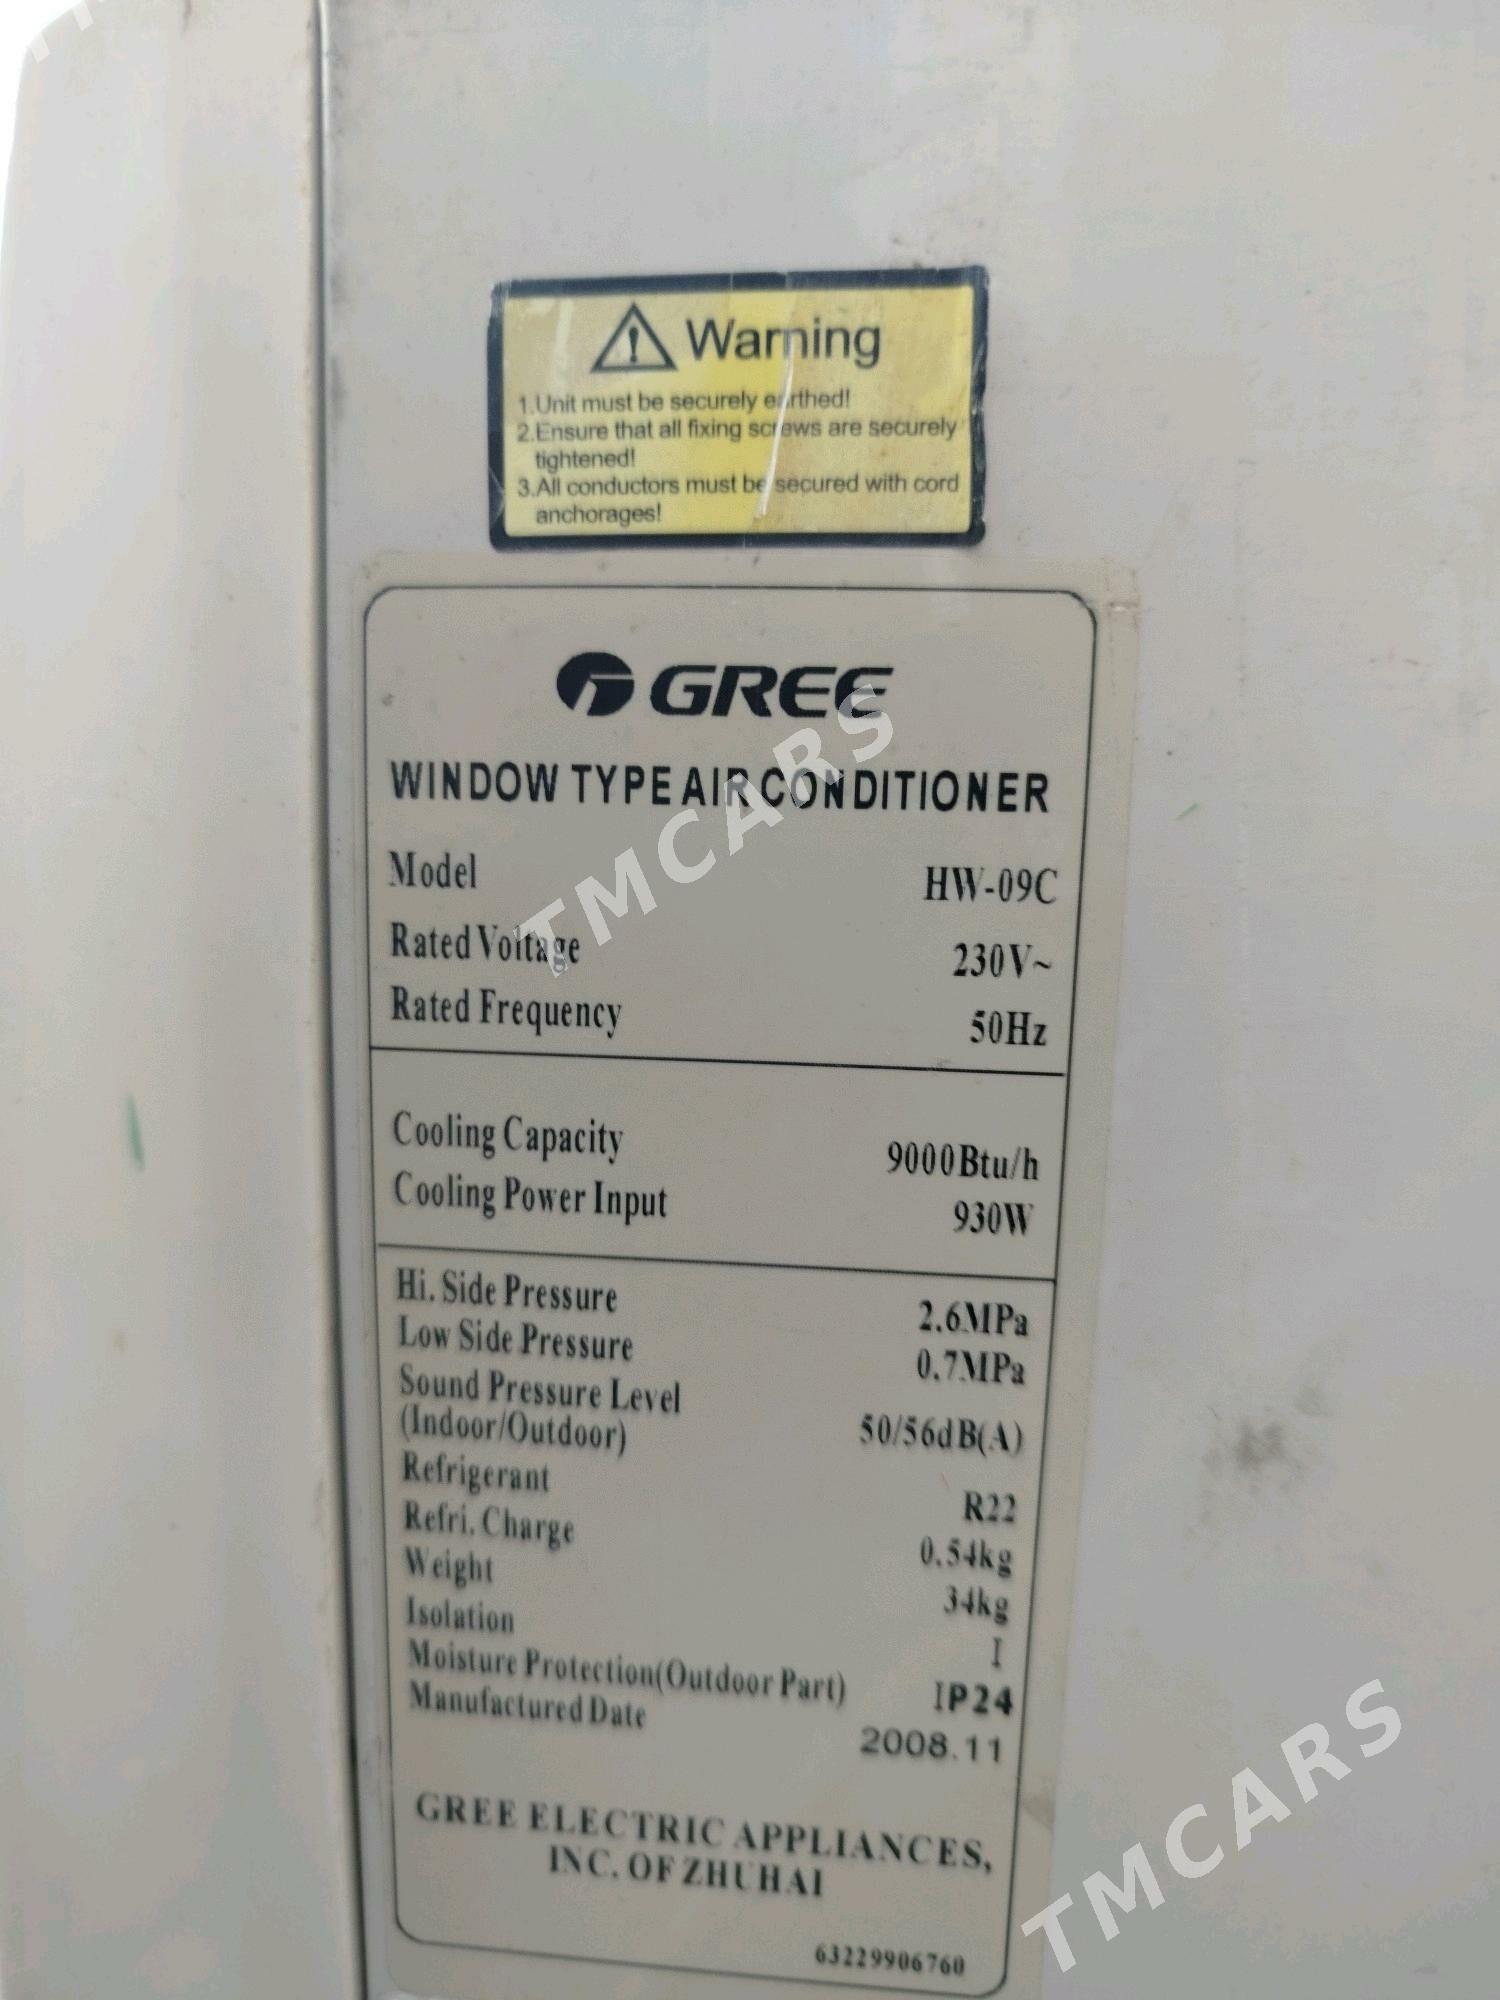 Warning
1.Unit must be securely earthed!
2.Ensure that all fixing screws are securely
tightened!
3.All conductors must be secured with cord
anchorages!
GREE
WINDOW TYPE AIR CONDITIONER
Model HW-09C
Rated Voltage 230V~
Rated Frequency 50Hz
Cooling Capacity 9000Btu/h
Cooling Power Input 930W
Hi. Side Pressure 2.6MPa
Low Side Pressure 0.7MPa
Sound Pressure Level
(Indoor/Outdoor) 50/56dB(A)
Refrigerant R22
Refri. Charge 0.54kg
Weight 34kg
Isolation I
Moisture Protection(Outdoor Part) IP24
Manufactured Date 2008.11
GREE ELECTRIC APPLIANCES,
INC. OF ZHUHAI
63229906760
TMCARS
TMCARS